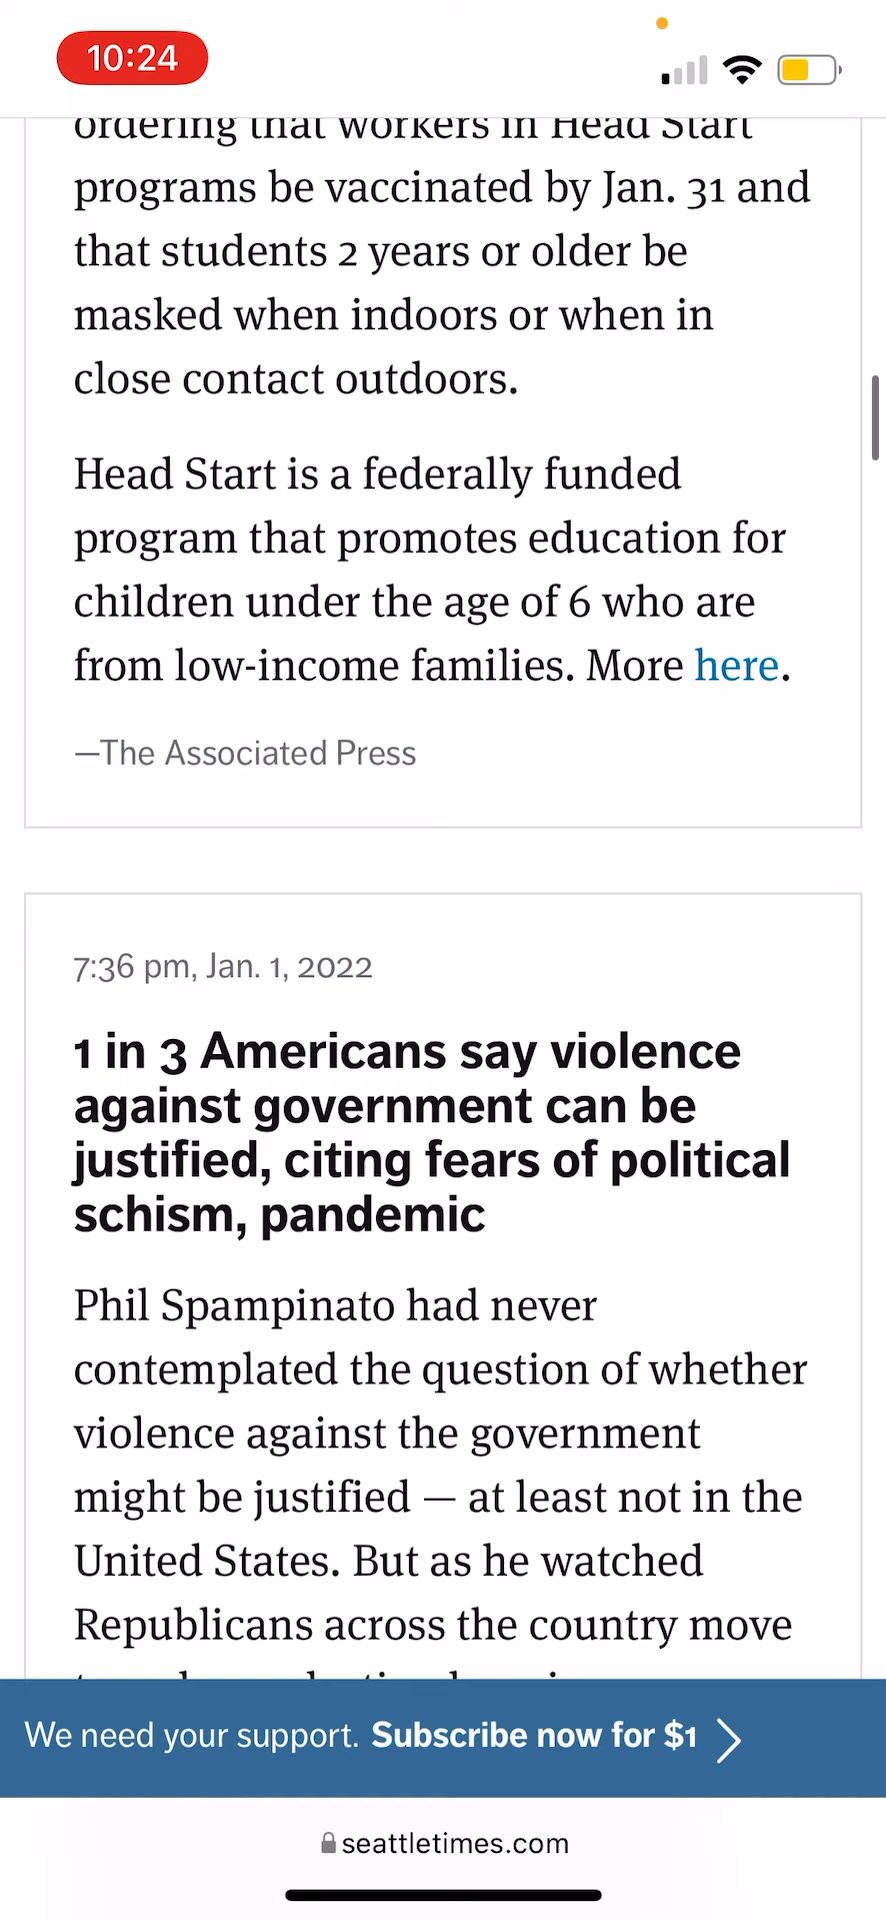 10:24
ordering that workers in Head Start
programs be vaccinated by Jan. 31 and
that students 2 years or older be
masked when indoors or when in
close contact outdoors.
Head Start is a federally funded
program that promotes education for
children under the age of 6 who are
from low-income families. More here.
—The Associated Press
7:36 pm, Jan. 1, 2022
1 in 3 Americans say violence
against government can be
justified, citing fears of political
schism, pandemic
Phil Spampinato had never
contemplated the question of whether
violence against the government
might be justified — at least not in the
United States. But as he watched
Republicans across the country move
We need your support. Subscribe now for $1
seattletimes.com